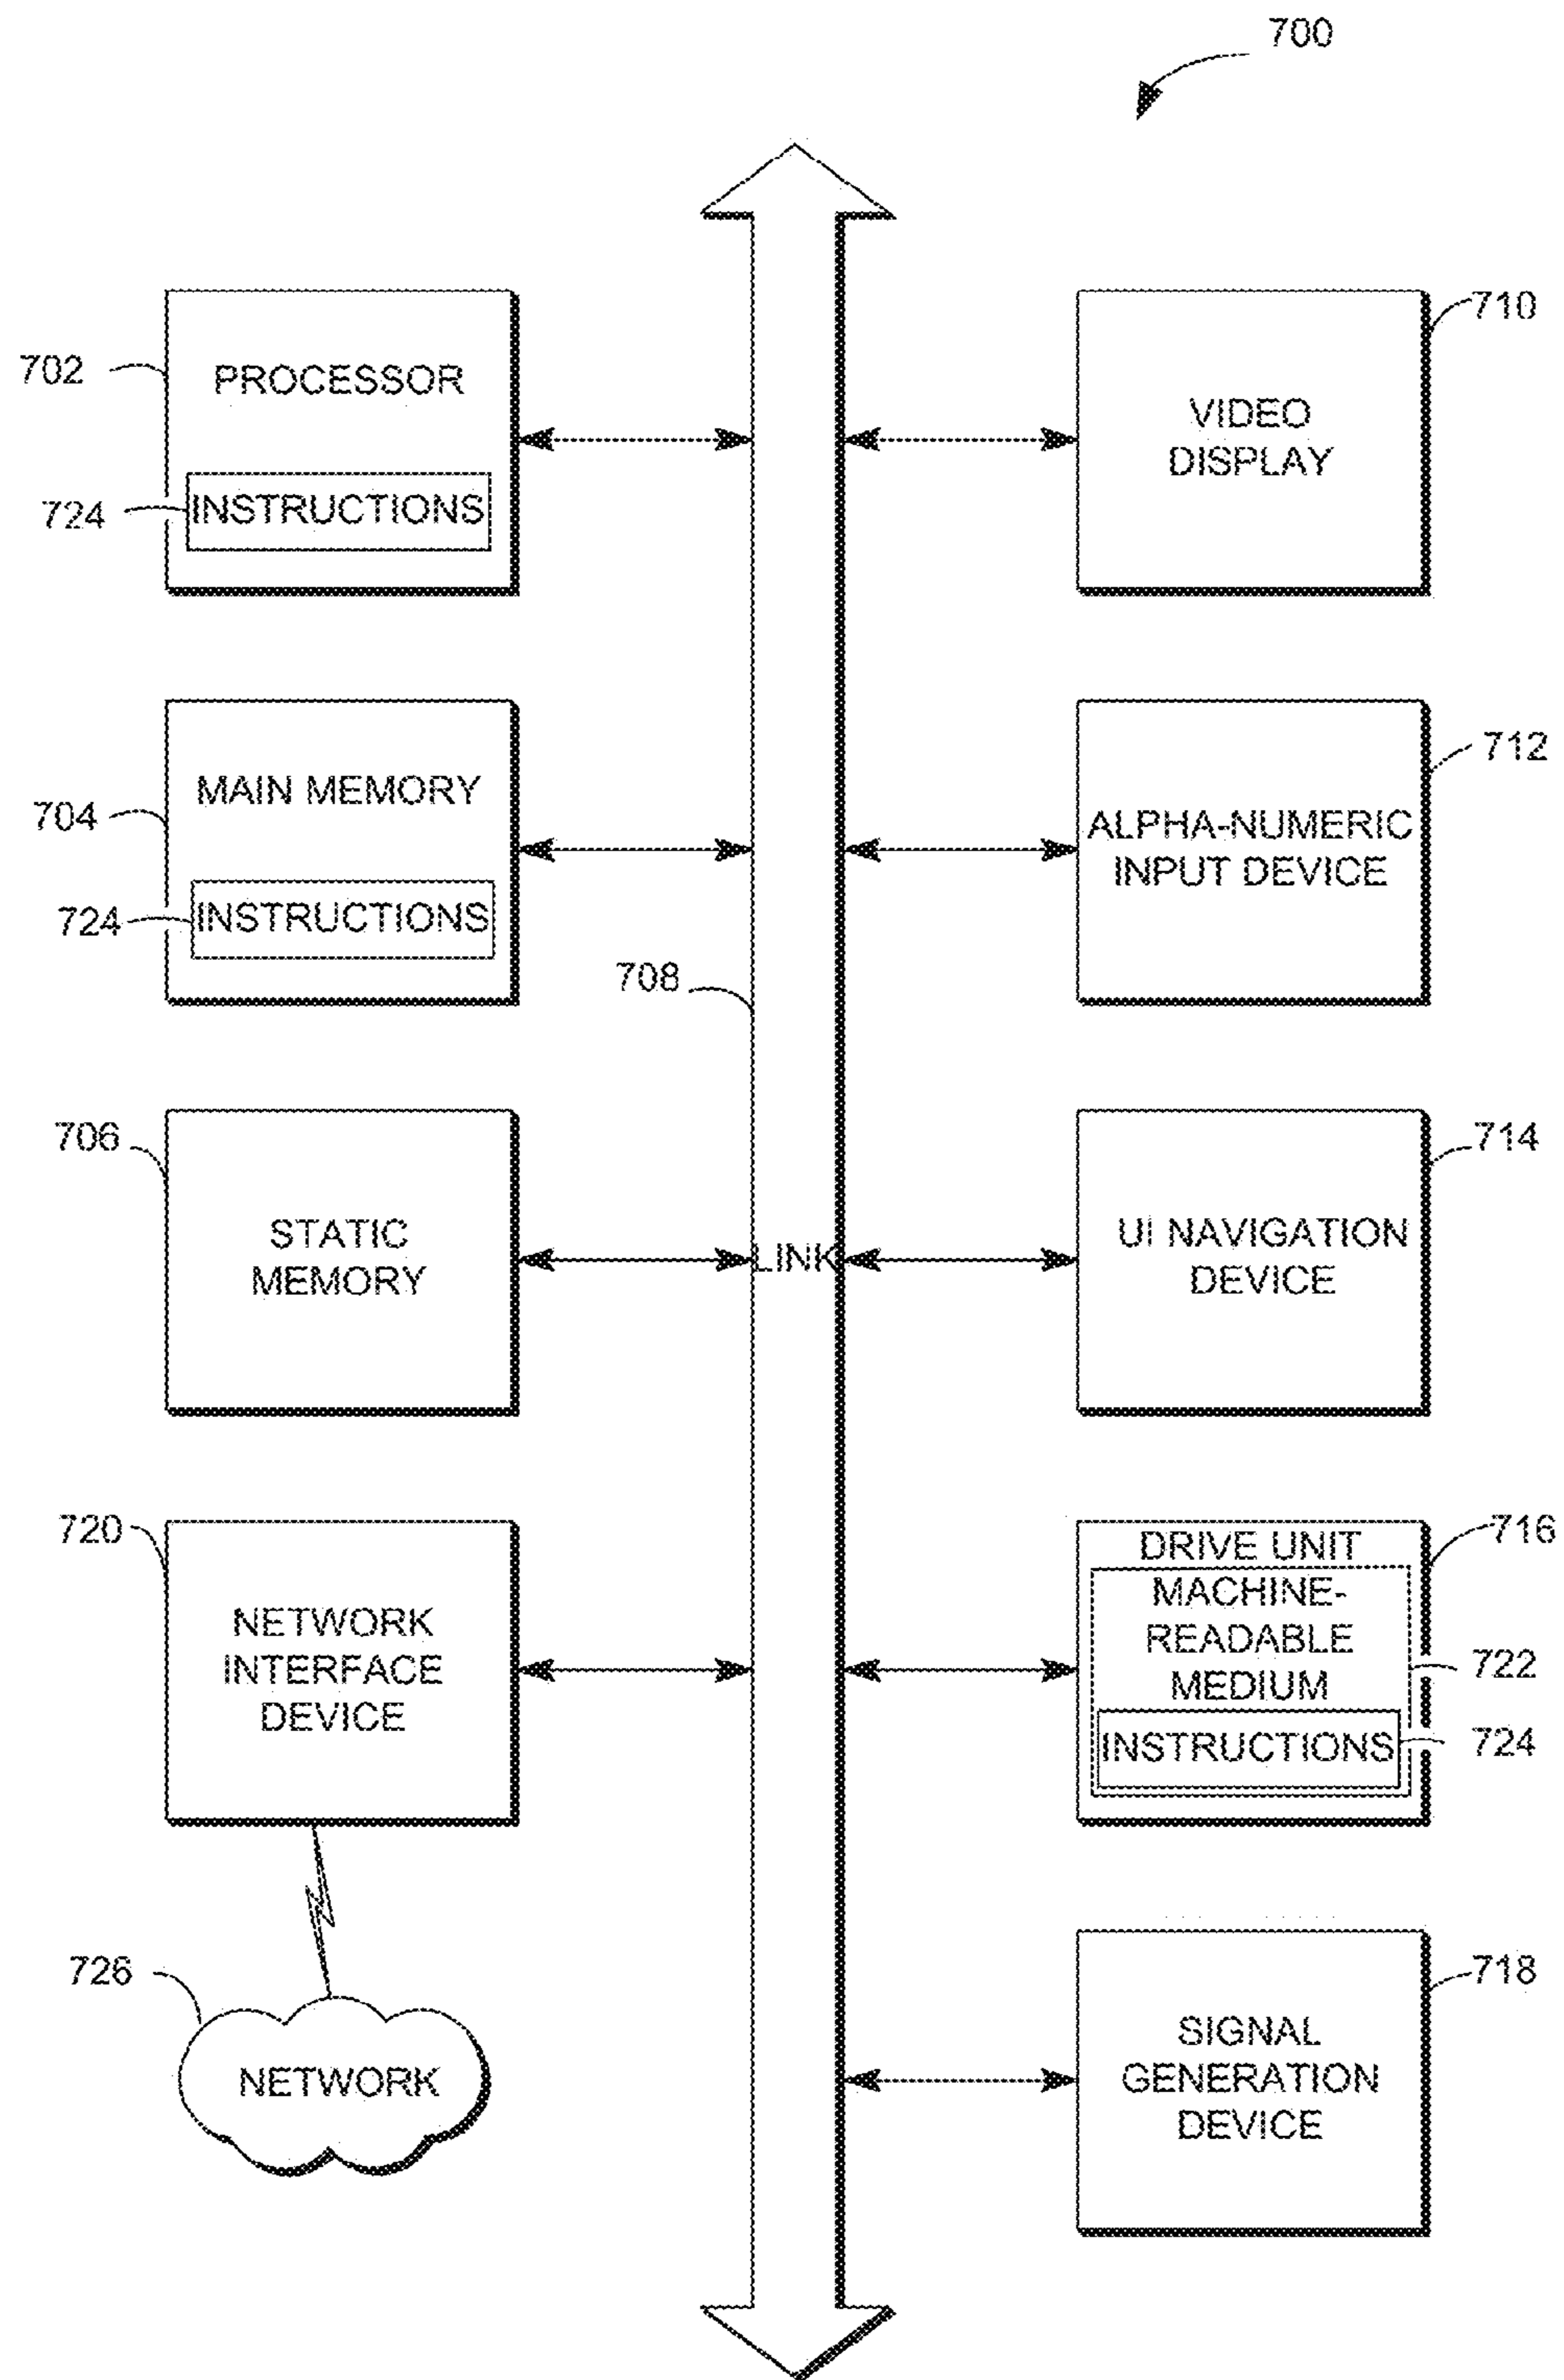 700
702
PROCESSOR
724
INSTRUCTIONS
710
VIDEO
DISPLAY
704
MAIN MEMORY
724
INSTRUCTIONS
712
ALPHA-NUMERIC
INPUT DEVICE
708
LINK
706
STATIC
MEMORY
714
UI NAVIGATION
DEVICE
720
NETWORK
INTERFACE
DEVICE
716
DRIVE UNIT
MACHINE-
READABLE
MEDIUM
722
INSTRUCTIONS
724
726
NETWORK
718
SIGNAL
GENERATION
DEVICE